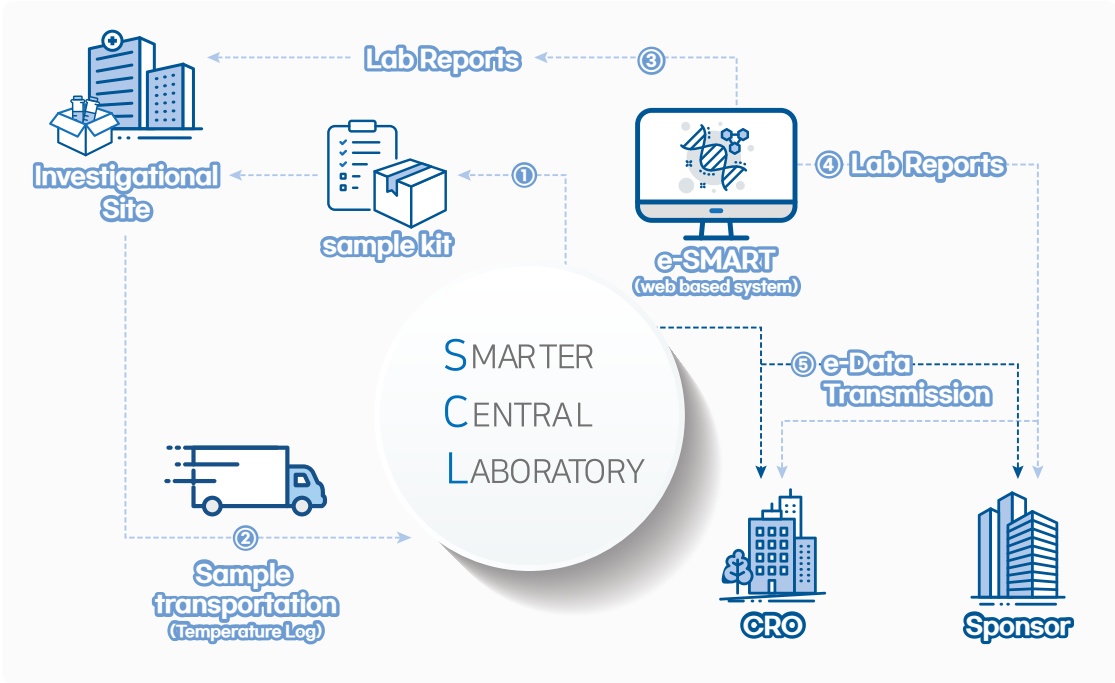 Lab Reports
③
①
④ Lab Reports
Investigational
Site
sample kit
e-SMART
(web based system)
SMARTER
CENTRAL
LABORATORY
⑤ e-Data
Transmission
②
Sample
transportation
(Temperature Log)
CRO
Sponsor